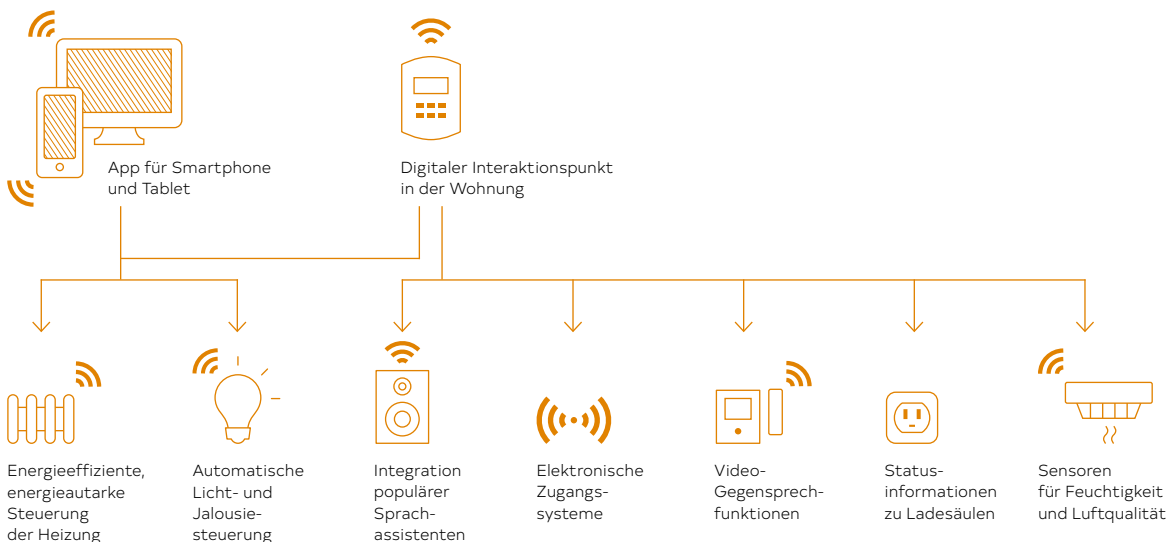 App für Smartphone
und Tablet
Digitaler Interaktionspunkt
in der Wohnung
Energieeffiziente,
energieautarke
Steuerung
der Heizung
Automatische
Licht- und
Jalousie-
steuerung
Integration
populärer
Sprach-
assistenten
Elektronische
Zugangs-
systeme
Video-
Gegensprech-
funktionen
Status-
informationen
zu Ladesäulen
Sensoren
für Feuchtigkeit
und Luftqualität